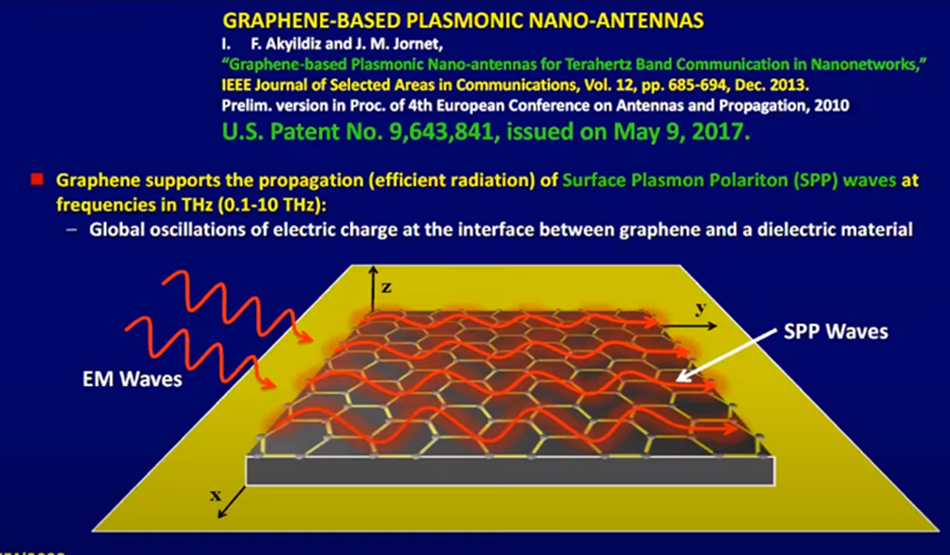 GRAPHENE-BASED PLASMONIC NANO-ANTENNAS
I. F. Akyildiz and J. M. Jornet,
“Graphene-based Plasmonic Nano-antennas for Terahertz Band Communication in Nanonetworks,”
IEEE Journal of Selected Areas in Communications, Vol. 12, pp. 685-694, Dec. 2013.
Prelim. version in Proc. of 4th European Conference on Antennas and Propagation, 2010
U.S. Patent No. 9,643,841, issued on May 9, 2017.
Graphene supports the propagation (efficient radiation) of Surface Plasmon Polariton (SPP) waves at
frequencies in THz (0.1-10 THz):
– Global oscillations of electric charge at the interface between graphene and a dielectric material
z
y
SPP Waves
EM Waves
x